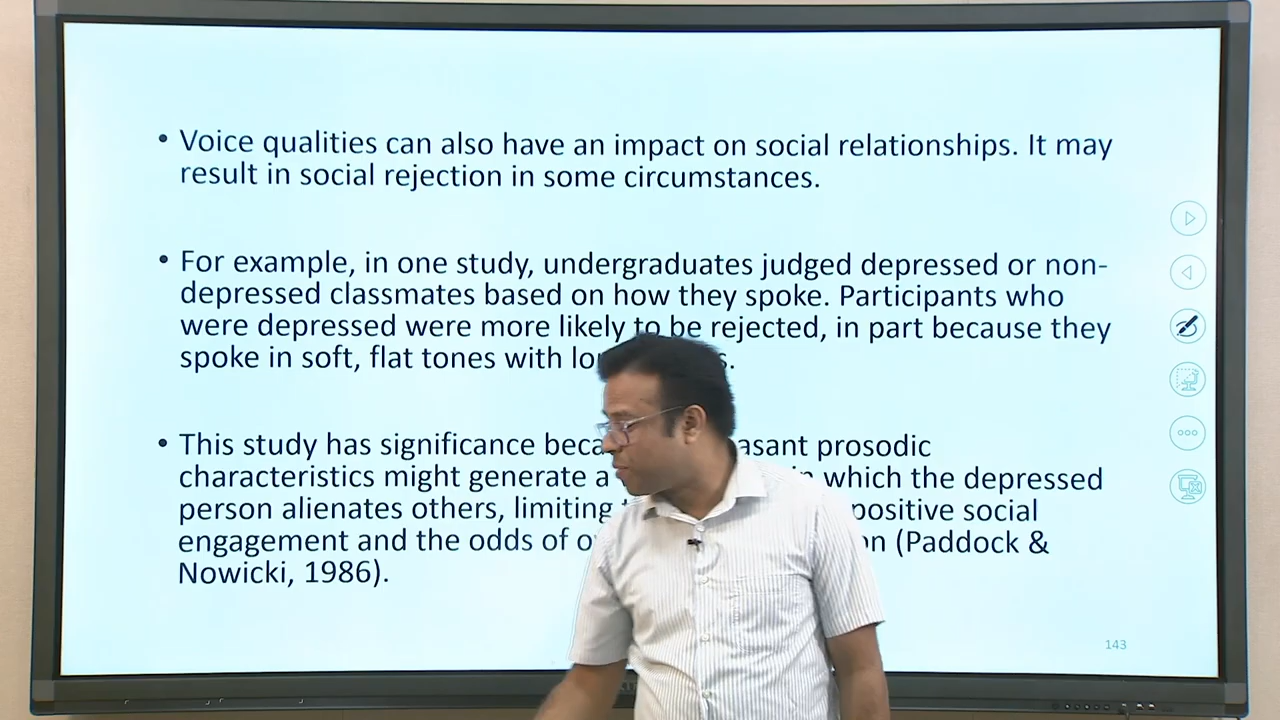 • Voice qualities can also have an impact on social relationships. It may
result in social rejection in some circumstances.
• For example, in one study, undergraduates judged depressed or non-
depressed classmates based on how they spoke. Participants who
were depressed were more likely to be rejected, in part because they
spoke in soft, flat tones with
• This study has significance prosodic
characteristics might generate a in which the depressed
person alienates others, limiting positive social
engagement and the odds of (Paddock &
Nowicki, 1986).
143